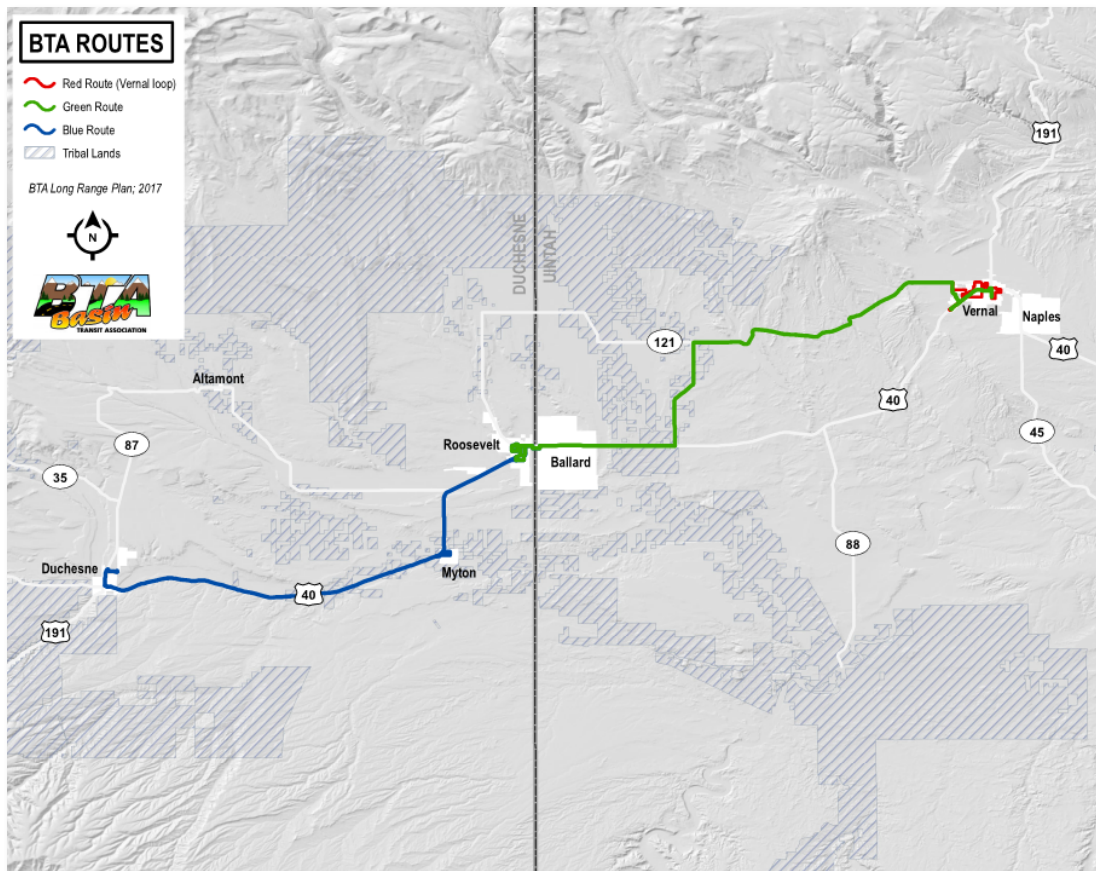 BTA ROUTES
Red Route (Vernal loop)
Green Route
Blue Route
Tribal Lands
BTA Long Range Plan; 2017
N
BTA
Basin
TRANSIT ASSOCIATION
191
DUCHESNE
UINTAH
Vernal
Naples
121
40
Altamont
40
87
Roosevelt
45
Ballard
35
88
Duchesne
Myton
40
191